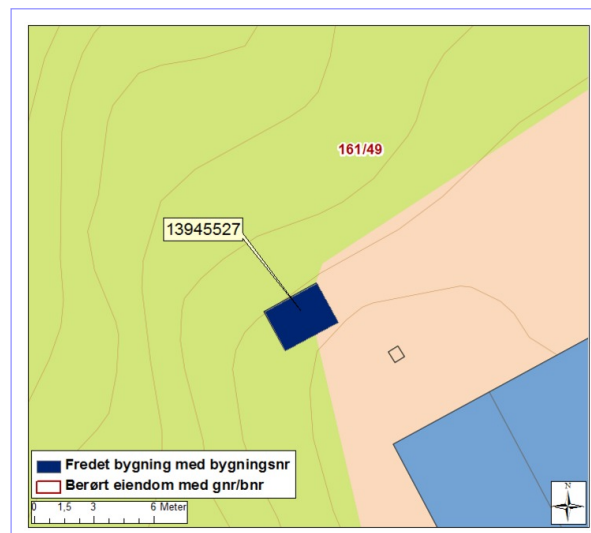 161/49
13945527
Fredet bygning med bygningsnr
Berørt eiendom med gnr/bnr
0 1,5 3 6 Meter
N